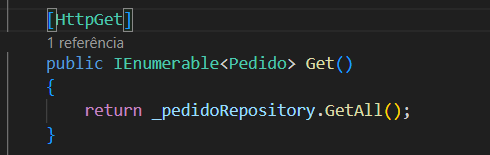 [HttpGet]
1 referência
public IEnumerable<Pedido> Get()
{
return _pedidoRepository.GetAll();
}